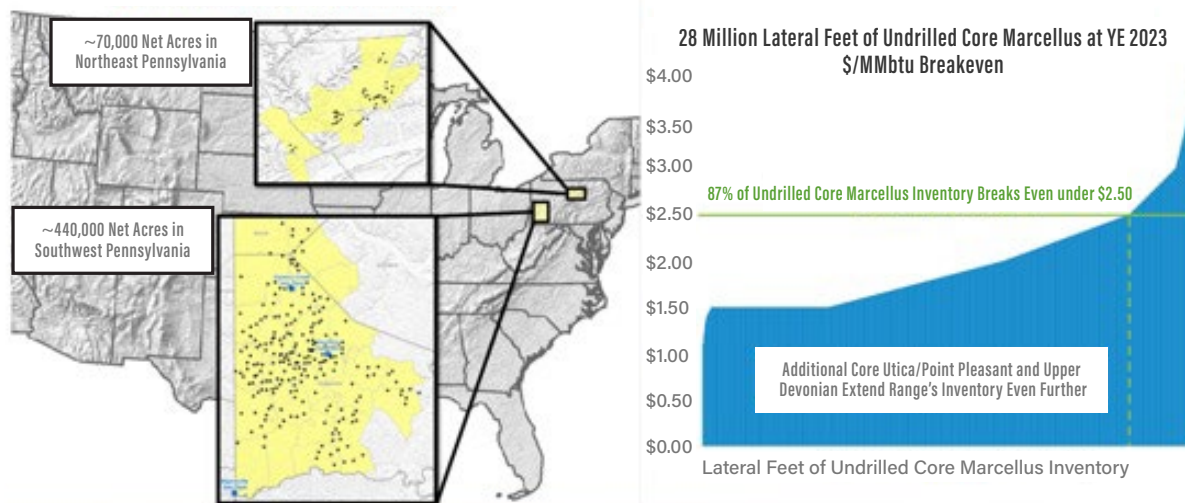 ~70,000 Net Acres in
Northeast Pennsylvania
~440,000 Net Acres in
Southwest Pennsylvania
28 Million Lateral Feet of Undrilled Core Marcellus at YE 2023
$/MMbtu Breakeven
$4.00
$3.50
$3.00
87% of Undrilled Core Marcellus Inventory Breaks Even under $2.50
$2.50
$2.00
$1.50
$1.00
Additional Core Utica/Point Pleasant and Upper
Devonian Extend Range's Inventory Even Further
$0.50
$0.00
Lateral Feet of Undrilled Core Marcellus Inventory